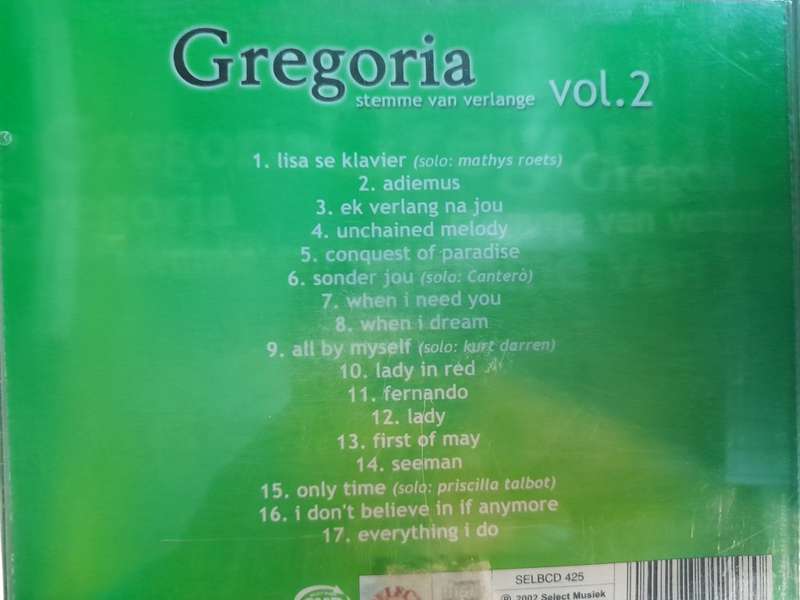 Gregoria
stemme van verlange vol.2
1. lisa se klavier (solo: mathys roets)
2. adiemus
3. ek verlang na jou
4. unchained melody
5. conquest of paradise
6. sonder jou (solo: Canterò)
7. when i need you
8. when i dream
9. all by myself (solo: kurt darren)
10. lady in red
11. fernando
12. lady
13. first of may
14. seeman
15. only time (solo: priscilla talbot)
16. i don't believe in if anymore
17. everything i do
SELBCD 425
℗ 2002 Select Musiek